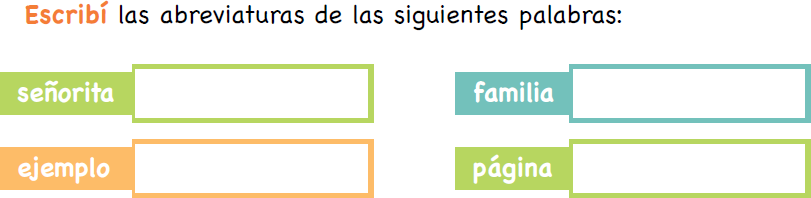 Escribí las abreviaturas de las siguientes palabras:
señorita
familia
ejemplo
página